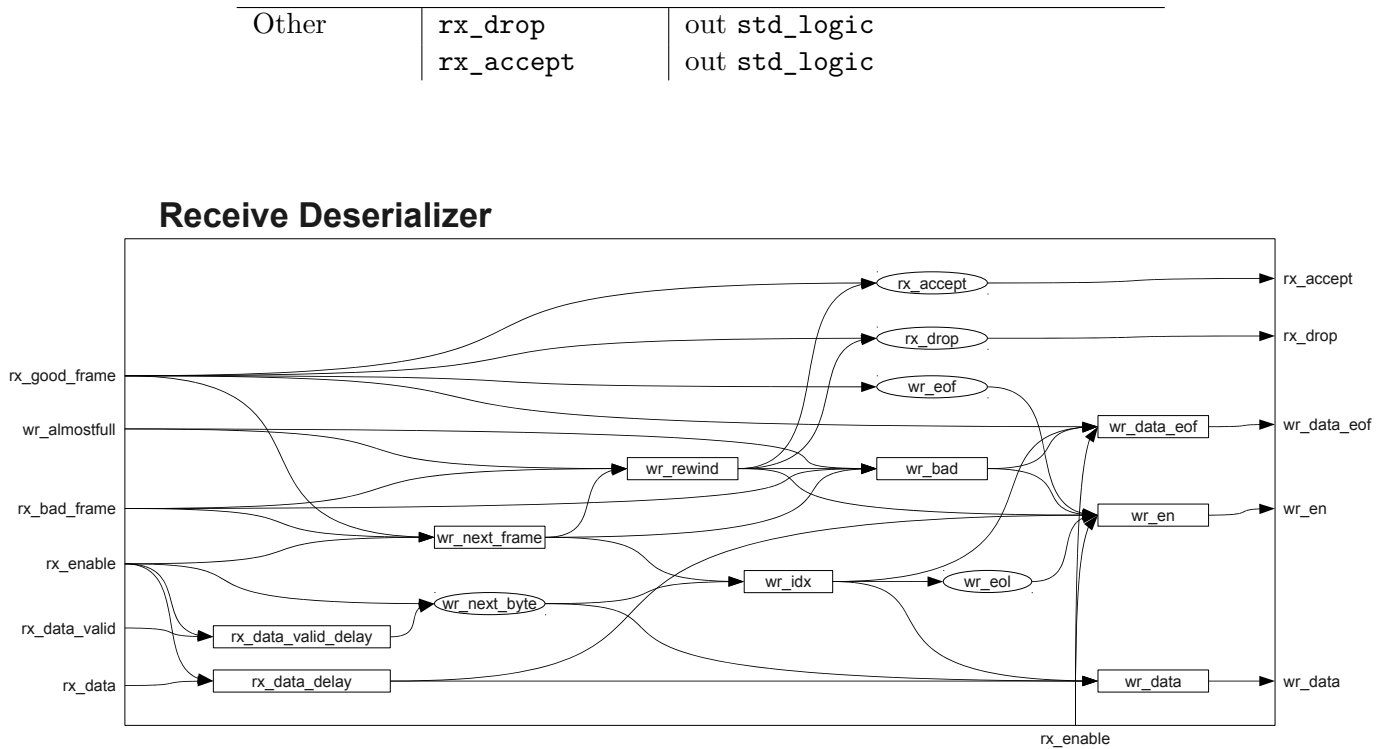 Other rx_drop out std_logic
rx_accept out std_logic
Receive Deserializer
rx_accept rx_accept
rx_drop rx_drop
rx_good_frame wr_eof
wr_almostfull wr_data_eof wr_data_eof
wr_rewind wr_bad
rx_bad_frame wr_en wr_en
wr_next_frame
rx_enable
wr_idx wr_eol
wr_next_byte
rx_data_valid rx_data_valid_delay
rx_data rx_data_delay wr_data wr_data
rx_enable